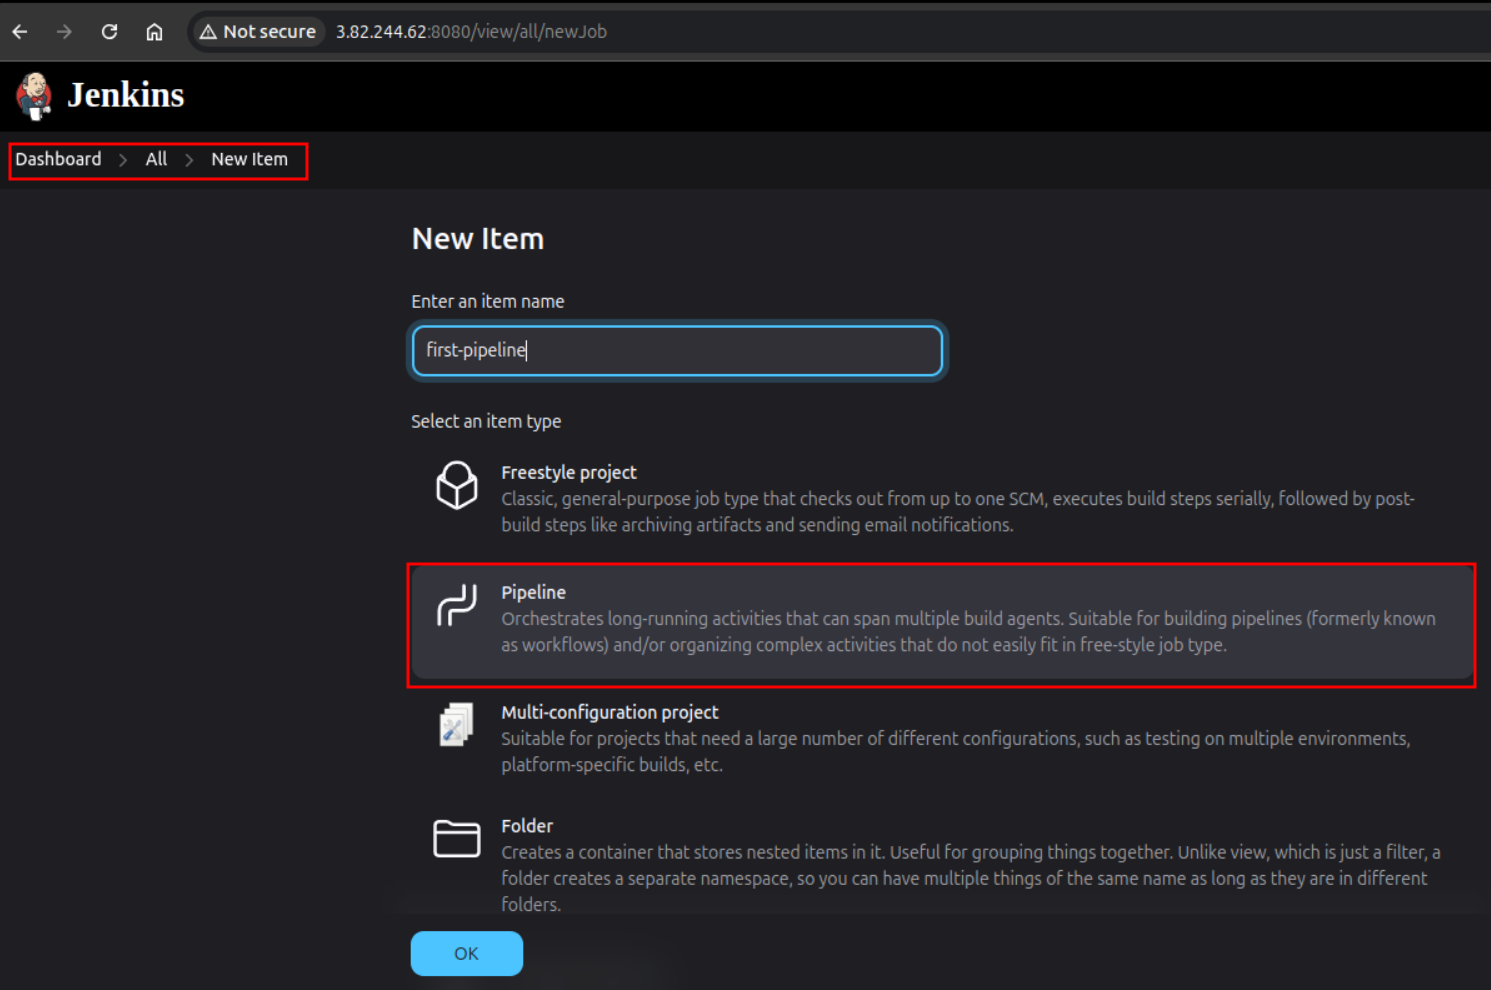 Not secure 3.82.244.62:8080/view/all/newJob
Jenkins
Dashboard > All > New Item
New Item
Enter an item name
first-pipeline
Select an item type
Freestyle project
Classic, general-purpose job type that checks out from up to one SCM, executes build steps serially, followed by post-
build steps like archiving artifacts and sending email notifications.
Pipeline
Orchestrates long-running activities that can span multiple build agents. Suitable for building pipelines (formerly known
as workflows) and/or organizing complex activities that do not easily fit in free-style job type.
Multi-configuration project
Suitable for projects that need a large number of different configurations, such as testing on multiple environments,
platform-specific builds, etc.
Folder
Creates a container that stores nested items in it. Useful for grouping things together. Unlike view, which is just a filter, a
folder creates a separate namespace, so you can have multiple things of the same name as long as they are in different
folders.
OK